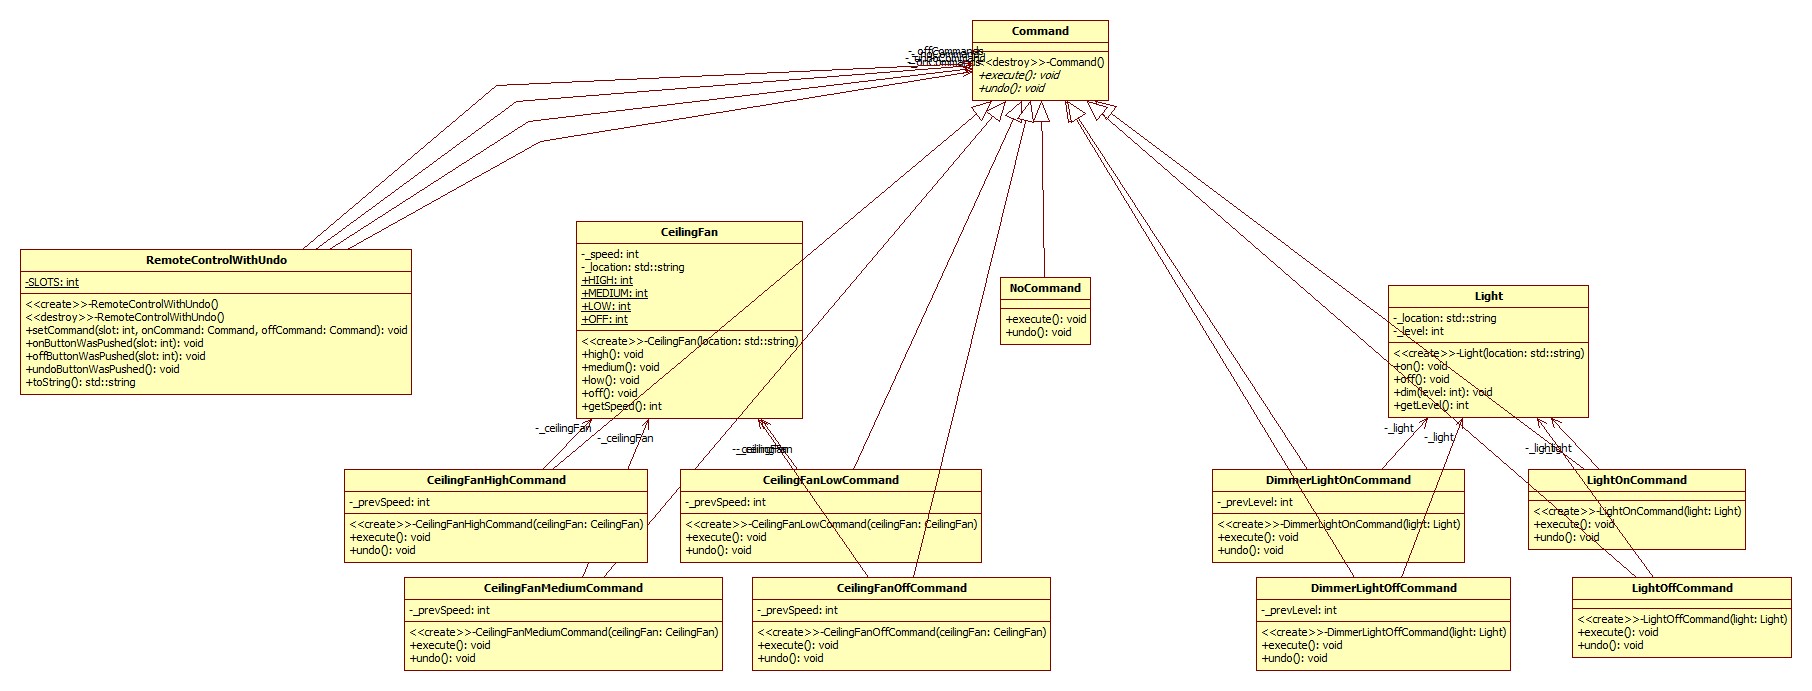 Command
<<destroy>>-Command()
+execute(): void
+undo(): void
-_offCommands
-_undoCommand
-_onCommands
RemoteControlWithUndo
-SLOTS: int
<<create>>-RemoteControlWithUndo()
<<destroy>>-RemoteControlWithUndo()
+setCommand(slot: int, onCommand: Command, offCommand: Command): void
+onButtonWasPushed(slot: int): void
+offButtonWasPushed(slot: int): void
+undoButtonWasPushed(): void
+toString(): std::string
CeilingFan
-_speed: int
-_location: std::string
+HIGH: int
+MEDIUM: int
+LOW: int
+OFF: int
<<create>>-CeilingFan(location: std::string)
+high(): void
+medium(): void
+low(): void
+off(): void
+getSpeed(): int
NoCommand
+execute(): void
+undo(): void
Light
-_location: std::string
-_level: int
<<create>>-Light(location: std::string)
+on(): void
+off(): void
+dim(level: int): void
+getLevel(): int
-_ceilingFan
-_ceilingFan
-_ceilingFan
-_light
-_light
-_light
CeilingFanHighCommand
-_prevSpeed: int
<<create>>-CeilingFanHighCommand(ceilingFan: CeilingFan)
+execute(): void
+undo(): void
CeilingFanLowCommand
-_prevSpeed: int
<<create>>-CeilingFanLowCommand(ceilingFan: CeilingFan)
+execute(): void
+undo(): void
DimmerLightOnCommand
-_prevLevel: int
<<create>>-DimmerLightOnCommand(light: Light)
+execute(): void
+undo(): void
LightOnCommand
<<create>>-LightOnCommand(light: Light)
+execute(): void
+undo(): void
CeilingFanMediumCommand
-_prevSpeed: int
<<create>>-CeilingFanMediumCommand(ceilingFan: CeilingFan)
+execute(): void
+undo(): void
CeilingFanOffCommand
-_prevSpeed: int
<<create>>-CeilingFanOffCommand(ceilingFan: CeilingFan)
+execute(): void
+undo(): void
DimmerLightOffCommand
-_prevLevel: int
<<create>>-DimmerLightOffCommand(light: Light)
+execute(): void
+undo(): void
LightOffCommand
<<create>>-LightOffCommand(light: Light)
+execute(): void
+undo(): void